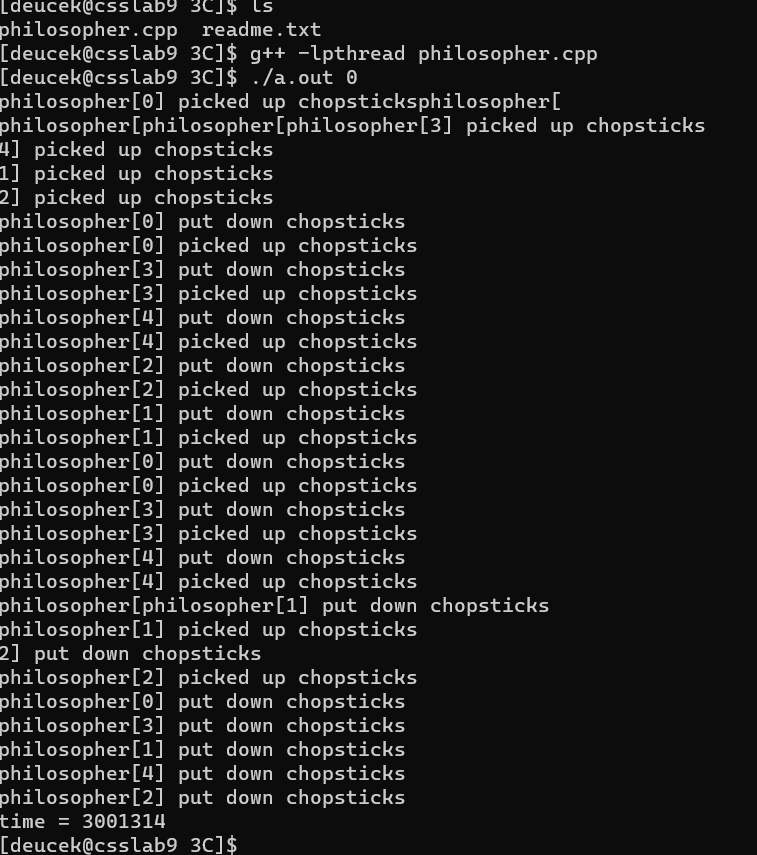 [deucek@csslab9 3C]$ ls
philosopher.cpp  readme.txt
[deucek@csslab9 3C]$ g++ -lpthread philosopher.cpp
[deucek@csslab9 3C]$ ./a.out 0
philosopher[0] picked up chopsticksphilosopher[
philosopher[philosopher[philosopher[3] picked up chopsticks
4] picked up chopsticks
1] picked up chopsticks
2] picked up chopsticks
philosopher[0] put down chopsticks
philosopher[0] picked up chopsticks
philosopher[3] put down chopsticks
philosopher[3] picked up chopsticks
philosopher[4] put down chopsticks
philosopher[4] picked up chopsticks
philosopher[2] put down chopsticks
philosopher[2] picked up chopsticks
philosopher[1] put down chopsticks
philosopher[1] picked up chopsticks
philosopher[0] put down chopsticks
philosopher[0] picked up chopsticks
philosopher[3] put down chopsticks
philosopher[3] picked up chopsticks
philosopher[4] put down chopsticks
philosopher[4] picked up chopsticks
philosopher[philosopher[1] put down chopsticks
philosopher[1] picked up chopsticks
2] put down chopsticks
philosopher[2] picked up chopsticks
philosopher[0] put down chopsticks
philosopher[3] put down chopsticks
philosopher[1] put down chopsticks
philosopher[4] put down chopsticks
philosopher[2] put down chopsticks
time = 3001314
[deucek@csslab9 3C]$